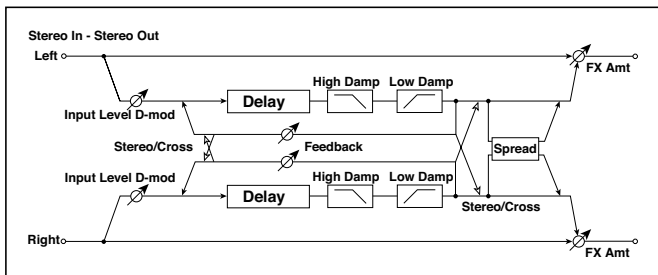 Stereo In - Stereo Out
Left
FX Amt
High Damp Low Damp
Delay
Input Level D-mod
Stereo/Cross
Feedback
Spread
Input Level D-mod
High Damp Low Damp
Delay
Stereo/Cross
Right
FX Amt